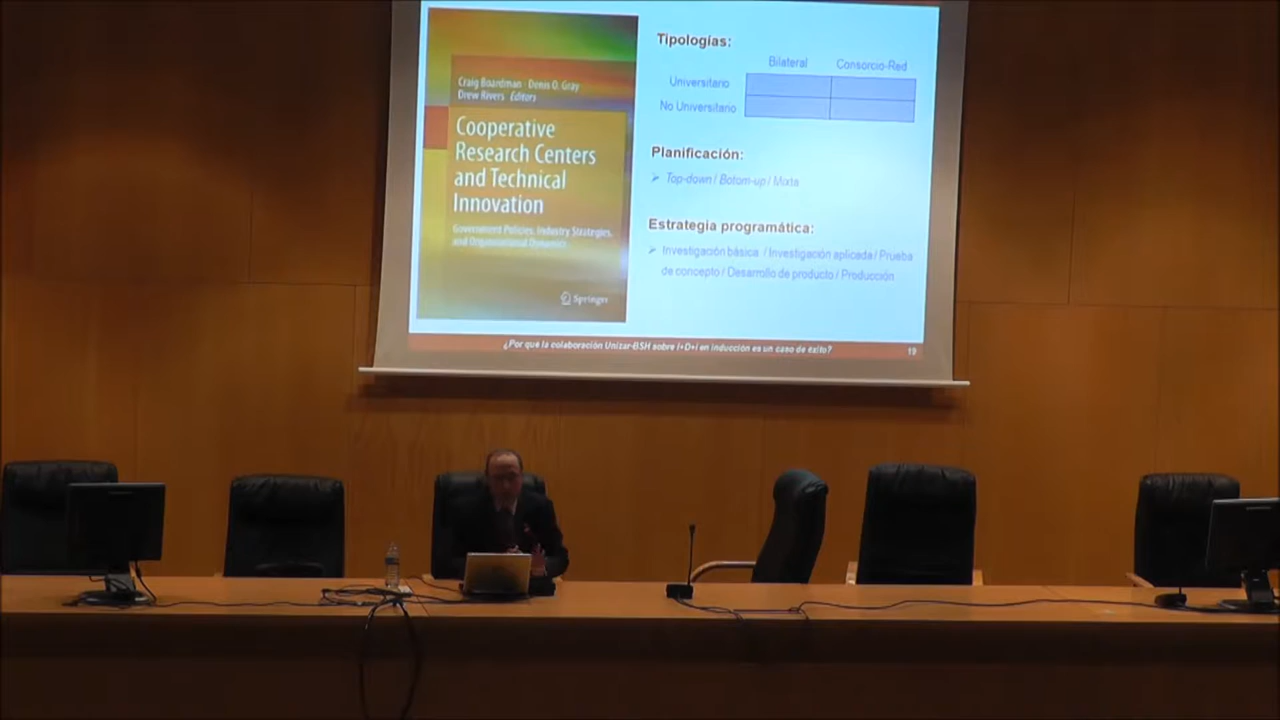 Craig Boardman · Denis O. Gray
Drew Rivers Editors
Cooperative
Research Centers
and Technical
Innovation
Government Policies, Industry Strategies,
and Organizational Dynamics
Springer
Tipologías:
Bilateral Consorcio-Red
Universitario
No Universitario
Planificación:
➢ Top-down / Botom-up / Mixta
Estrategia programática:
➢ Investigación básica / Investigación aplicada / Prueba
de concepto / Desarrollo de producto / Producción
¿Por qué la colaboración Unizar-BSH sobre I+D+i en inducción es un caso de éxito? 19